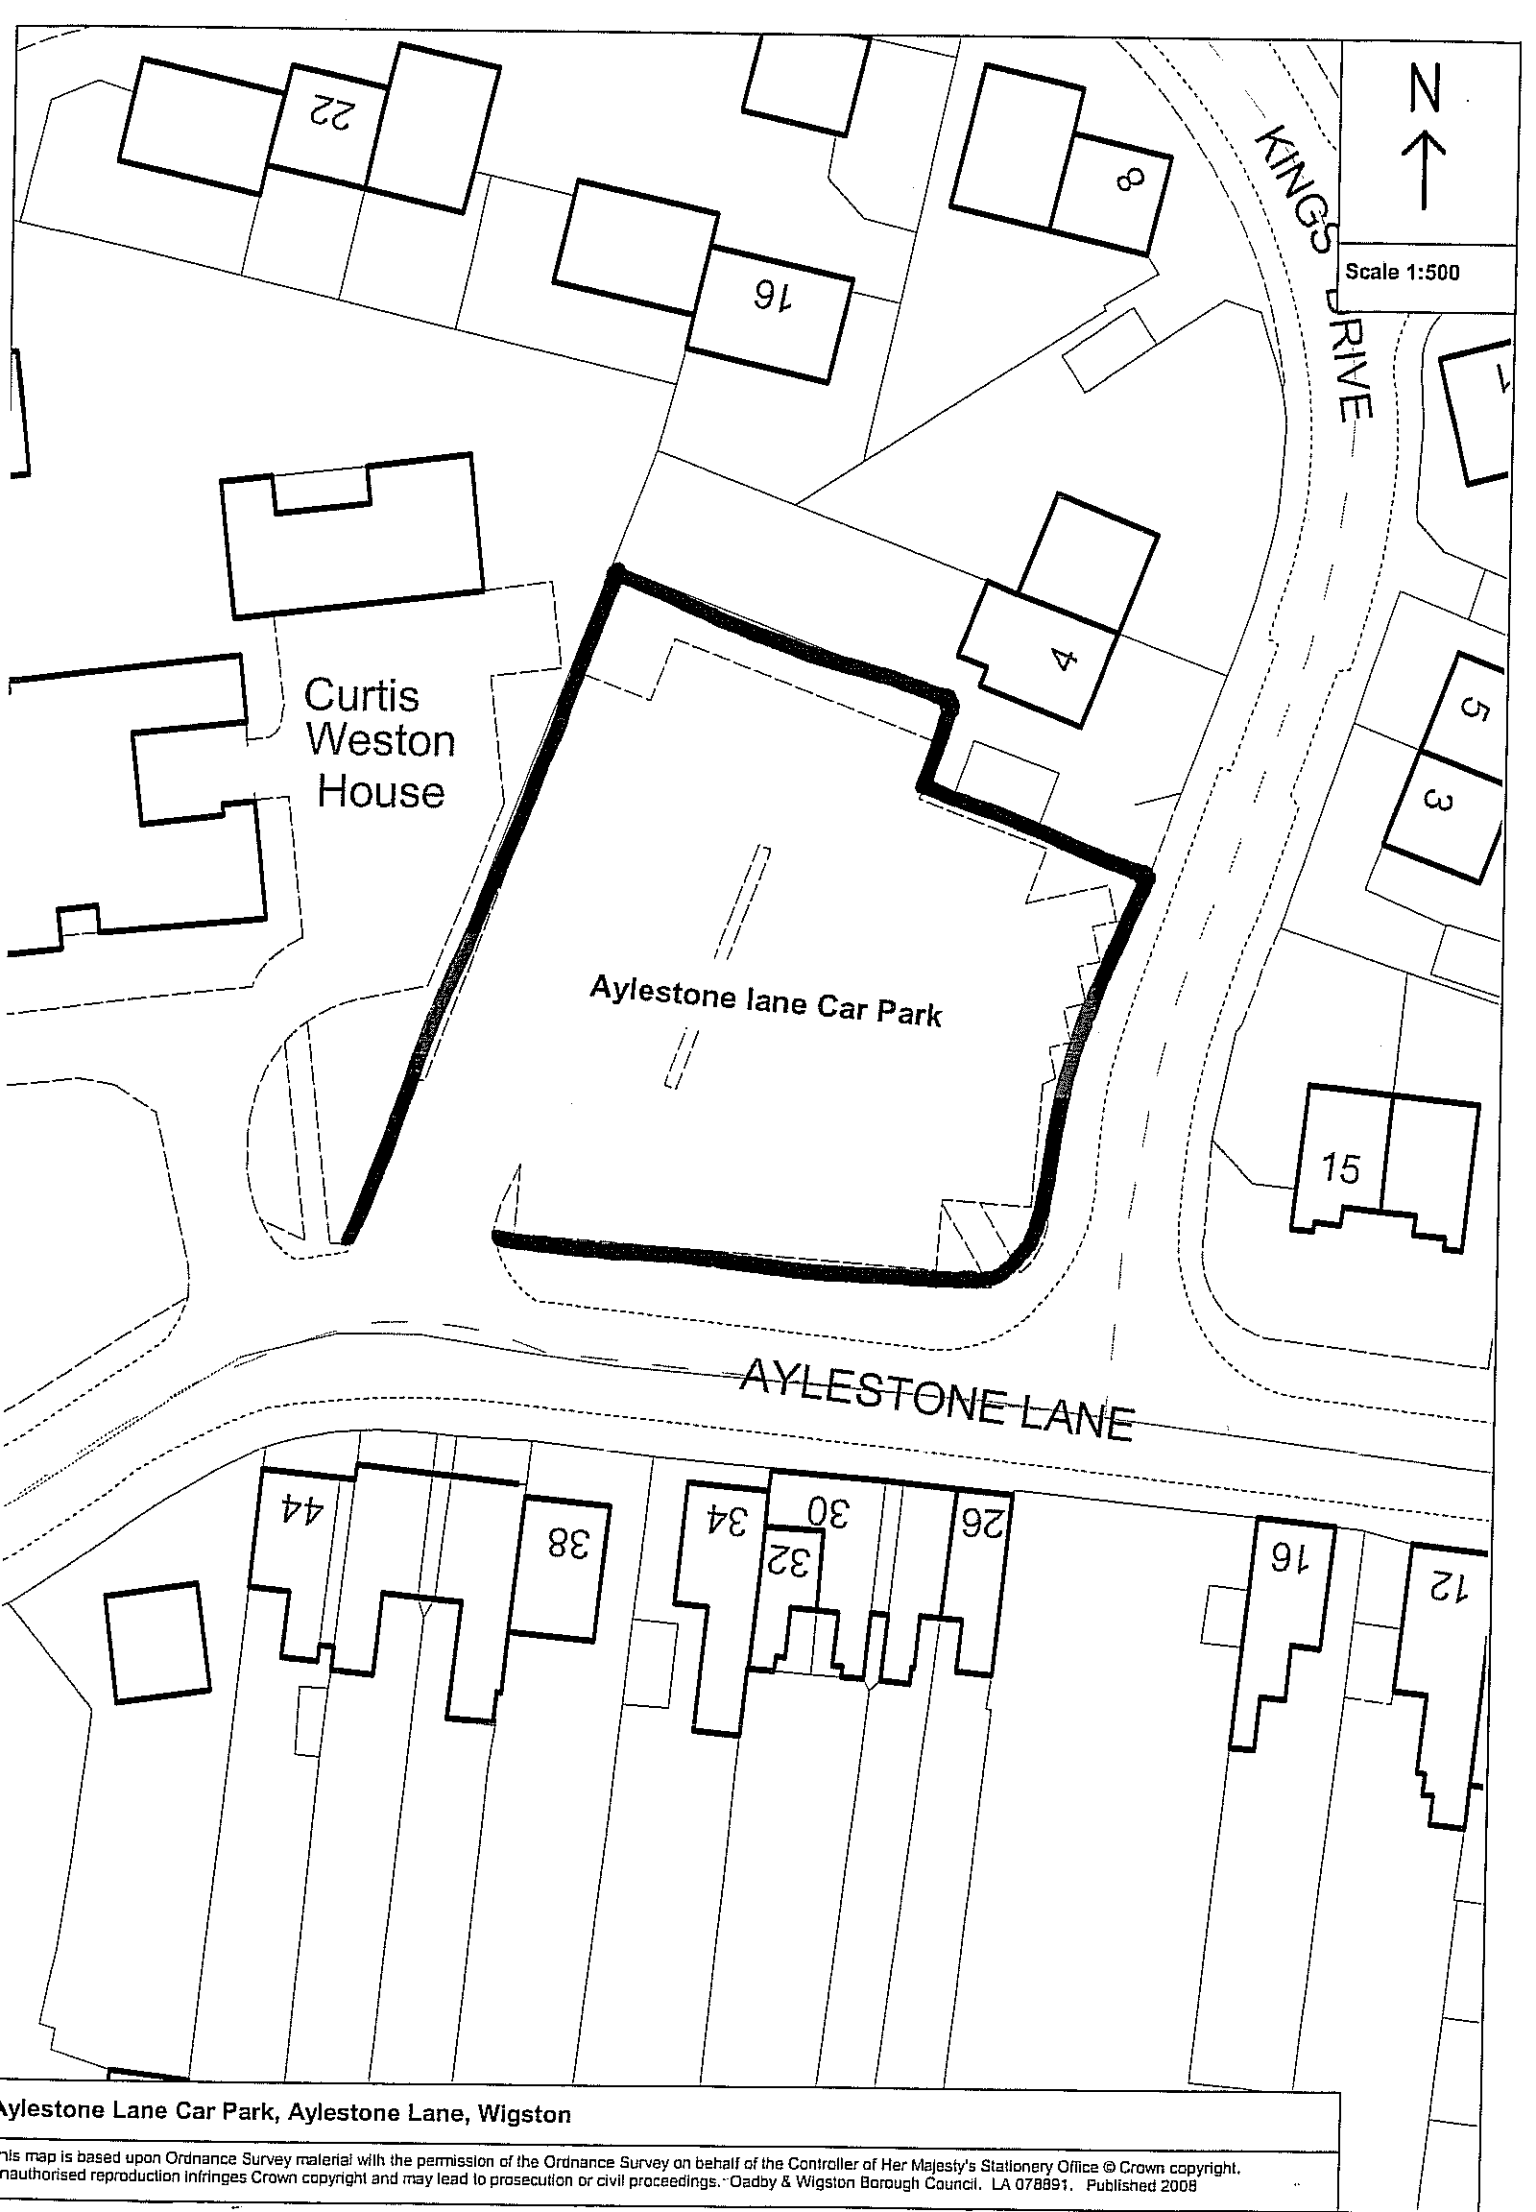 N
22
8
KINGS DRIVE
Scale 1:500
16
1
4
5
Curtis
Weston
House
3
Aylestone lane Car Park
15
AYLESTONE LANE
44
38
34
30
32
26
16
12
Aylestone Lane Car Park, Aylestone Lane, Wigston
his map is based upon Ordnance Survey material with the permission of the Ordnance Survey on behalf of the Controller of Her Majesty's Stationery Office © Crown copyright.
nauthorised reproduction infringes Crown copyright and may lead to prosecution or civil proceedings. Oadby & Wigston Borough Council. LA 078891. Published 2008